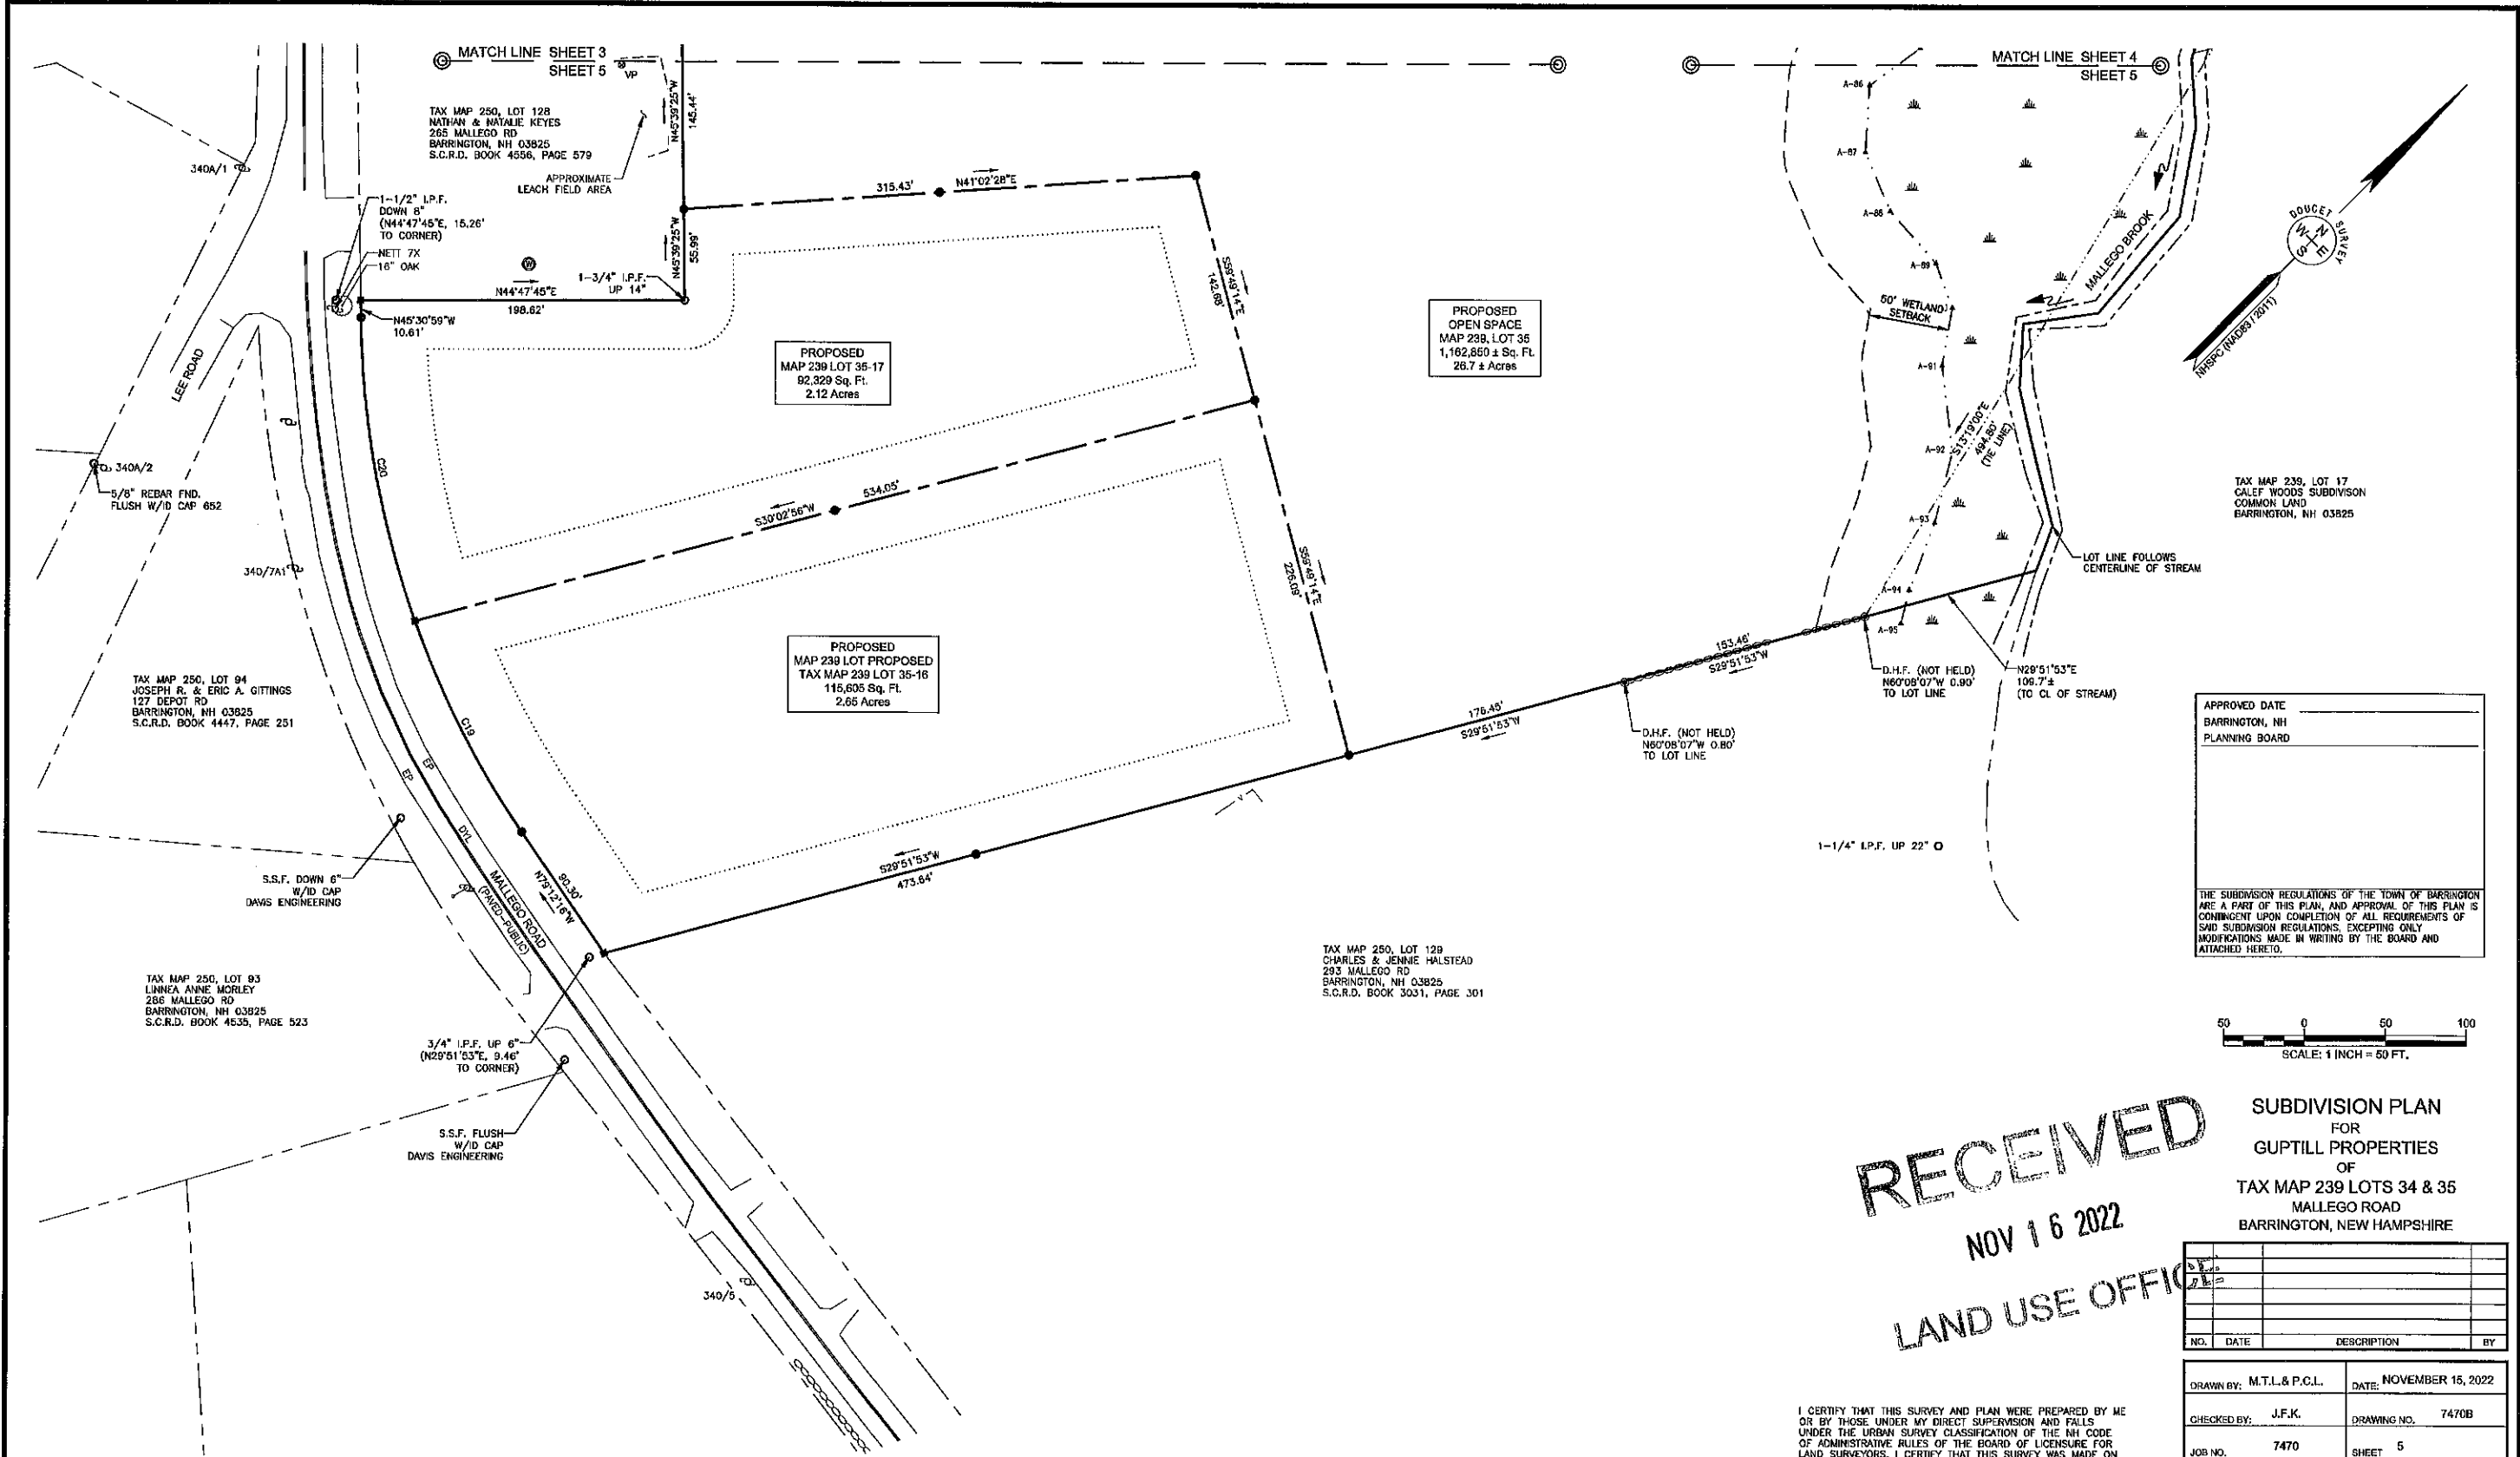 MATCH LINE SHEET 3
SHEET 5
VP
MATCH LINE SHEET 4
SHEET 5
TAX MAP 250, LOT 128
NATHAN & NATALIE KEYES
265 MALLEGO RD
BARRINGTON, NH 03825
S.C.R.D. BOOK 4556, PAGE 579
APPROXIMATE
LEACH FIELD AREA
N45°39'25"W
145.44'
340A/1
1-1/2" I.P.F.
DOWN 8"
(N44°47'45"E, 15.26'
TO CORNER)
NETT 7X
16" OAK
W
N44°47'45"E
198.62'
1-3/4" I.P.F.
UP 14"
N45°39'25"W
55.99'
315.43'
N41°02'28"E
N45°30'59"W
10.61'
LEE ROAD
S59°49'14"E
142.68'
PROPOSED
MAP 239 LOT 35-17
92,329 Sq. Ft.
2.12 Acres
PROPOSED
OPEN SPACE
MAP 239, LOT 35
1,162,850 ± Sq. Ft.
26.7 ± Acres
A-86
A-87
A-88
A-89
50' WETLAND
SETBACK
A-91
A-92
A-93
A-94
A-95
MALLEGO BROOK
S13°19'00"E
494.80'
(TIE LINE)
DOUCET SURVEY
N
E
S
W
NHSPC (NAD83 / 2011)
C20
340A/2
5/8" REBAR FND.
FLUSH W/ID CAP 652
340/7A1
S30°02'56"W
534.05'
S59°49'14"E
226.09'
TAX MAP 239, LOT 17
CALEF WOODS SUBDIVISON
COMMON LAND
BARRINGTON, NH 03825
LOT LINE FOLLOWS
CENTERLINE OF STREAM
PROPOSED
MAP 239 LOT PROPOSED
TAX MAP 239 LOT 35-16
115,605 Sq. Ft.
2.65 Acres
TAX MAP 250, LOT 94
JOSEPH R. & ERIC A. GITTINGS
127 DEPOT RD
BARRINGTON, NH 03825
S.C.R.D. BOOK 4447, PAGE 251
C19
153.46'
S29°51'53"W
176.45'
S29°51'53"W
D.H.F. (NOT HELD)
N60°08'07"W 0.90'
TO LOT LINE
N29°51'53"E
109.7'±
(TO CL OF STREAM)
D.H.F. (NOT HELD)
N60°08'07"W 0.80'
TO LOT LINE
APPROVED DATE
BARRINGTON, NH
PLANNING BOARD
EP
EP
DYL
MALLEGO ROAD
(PAVED-PUBLIC)
90.30'
N79°12'16"W
S29°51'53"W
473.64'
V
1-1/4" I.P.F. UP 22"
S.S.F. DOWN 6"
W/ID CAP
DAVIS ENGINEERING
THE SUBDIVISION REGULATIONS OF THE TOWN OF BARRINGTON
ARE A PART OF THIS PLAN, AND APPROVAL OF THIS PLAN IS
CONTINGENT UPON COMPLETION OF ALL REQUIREMENTS OF
SAID SUBDIVISION REGULATIONS, EXCEPTING ONLY
MODIFICATIONS MADE IN WRITING BY THE BOARD AND
ATTACHED HERETO.
TAX MAP 250, LOT 93
LINNEA ANNE MORLEY
286 MALLEGO RD
BARRINGTON, NH 03825
S.C.R.D. BOOK 4535, PAGE 523
TAX MAP 250, LOT 129
CHARLES & JENNIE HALSTEAD
293 MALLEGO RD
BARRINGTON, NH 03825
S.C.R.D. BOOK 3031, PAGE 301
3/4" I.P.F. UP 6"
(N29°51'53"E, 9.46'
TO CORNER)
S.S.F. FLUSH
W/ID CAP
DAVIS ENGINEERING
340/5
50 0 50 100
SCALE: 1 INCH = 50 FT.
RECEIVED
NOV 16 2022
LAND USE OFFICE
SUBDIVISION PLAN
FOR
GUPTILL PROPERTIES
OF
TAX MAP 239 LOTS 34 & 35
MALLEGO ROAD
BARRINGTON, NEW HAMPSHIRE
NO. DATE DESCRIPTION BY
DRAWN BY: M.T.L.& P.C.L. DATE: NOVEMBER 15, 2022
CHECKED BY: J.F.K. DRAWING NO. 7470B
JOB NO. 7470 SHEET 5
I CERTIFY THAT THIS SURVEY AND PLAN WERE PREPARED BY ME
OR BY THOSE UNDER MY DIRECT SUPERVISION AND FALLS
UNDER THE URBAN SURVEY CLASSIFICATION OF THE NH CODE
OF ADMINISTRATIVE RULES OF THE BOARD OF LICENSURE FOR
LAND SURVEYORS. I CERTIFY THAT THIS SURVEY WAS MADE ON